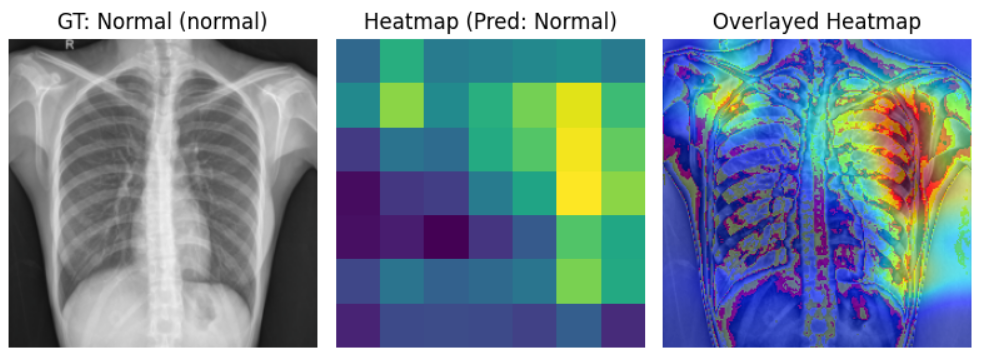 GT: Normal (normal)
Heatmap (Pred: Normal)
Overlayed Heatmap
R